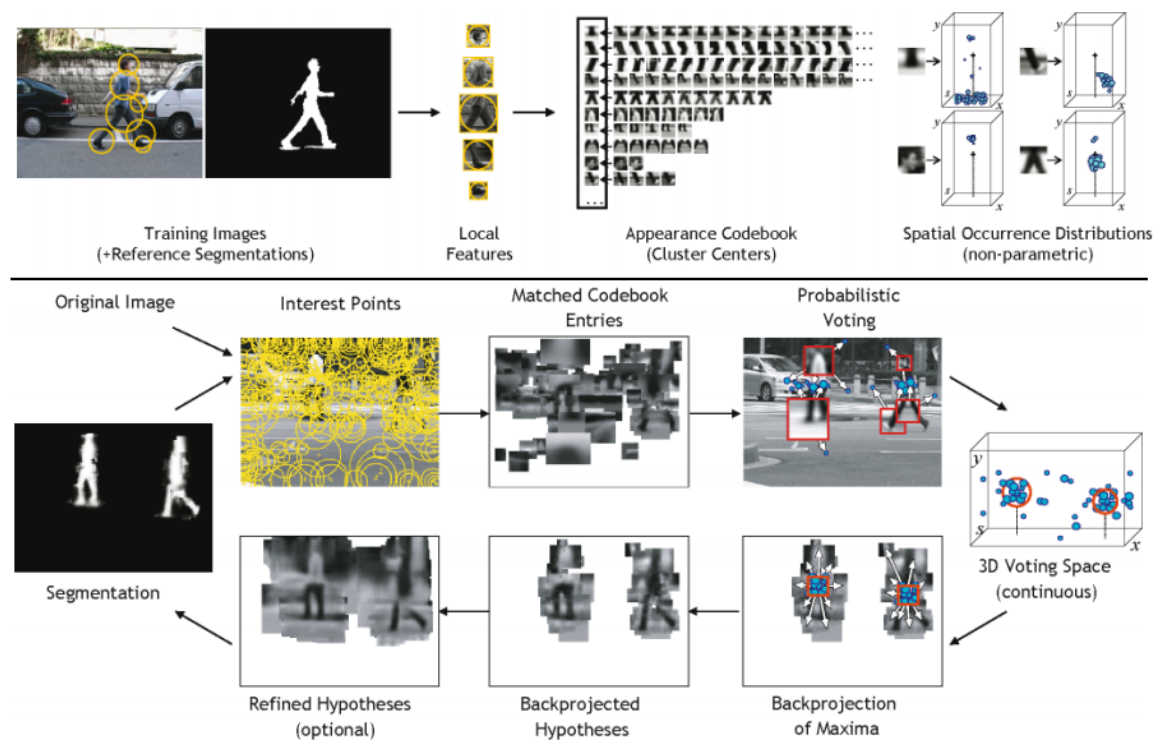 y
s
x
y
s
x
y
s
x
y
s
x
...
...
...
Training Images
(+Reference Segmentations)
Local
Features
Appearance Codebook
(Cluster Centers)
Spatial Occurrence Distributions
(non-parametric)
Original Image
Interest Points
Matched Codebook
Entries
Probabilistic
Voting
y
s
x
3D Voting Space
(continuous)
Segmentation
Refined Hypotheses
(optional)
Backprojected
Hypotheses
Backprojection
of Maxima